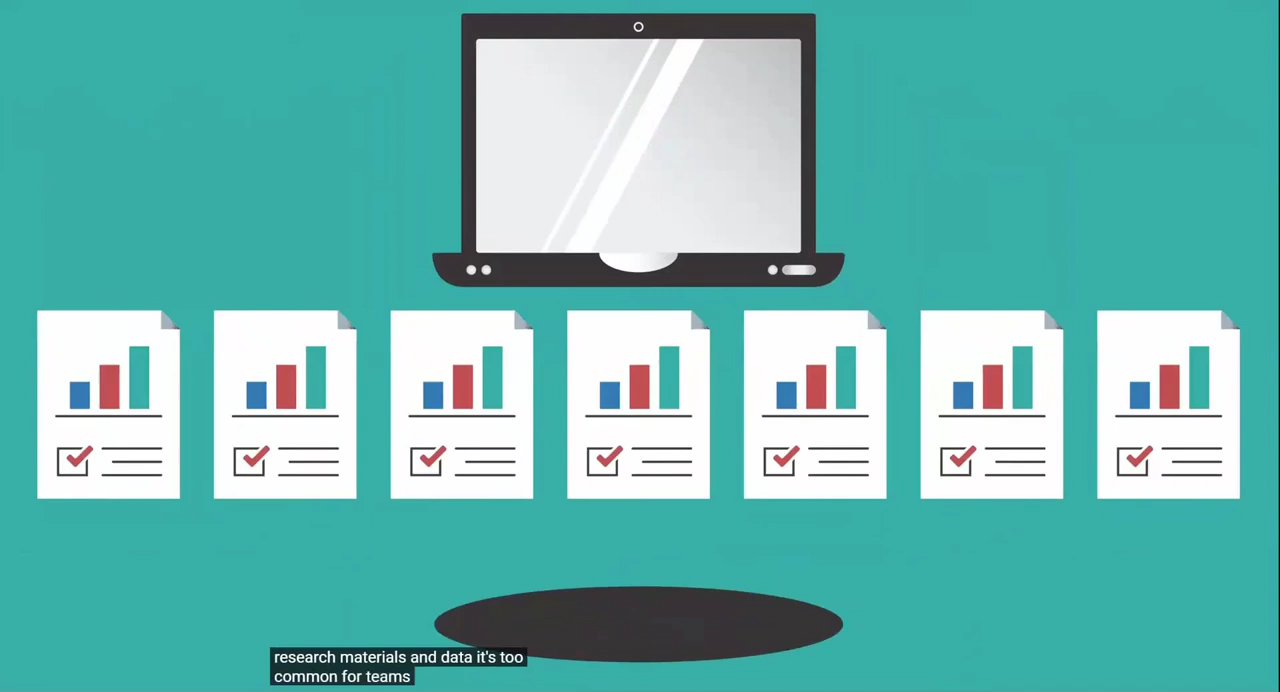 research materials and data it's too
common for teams